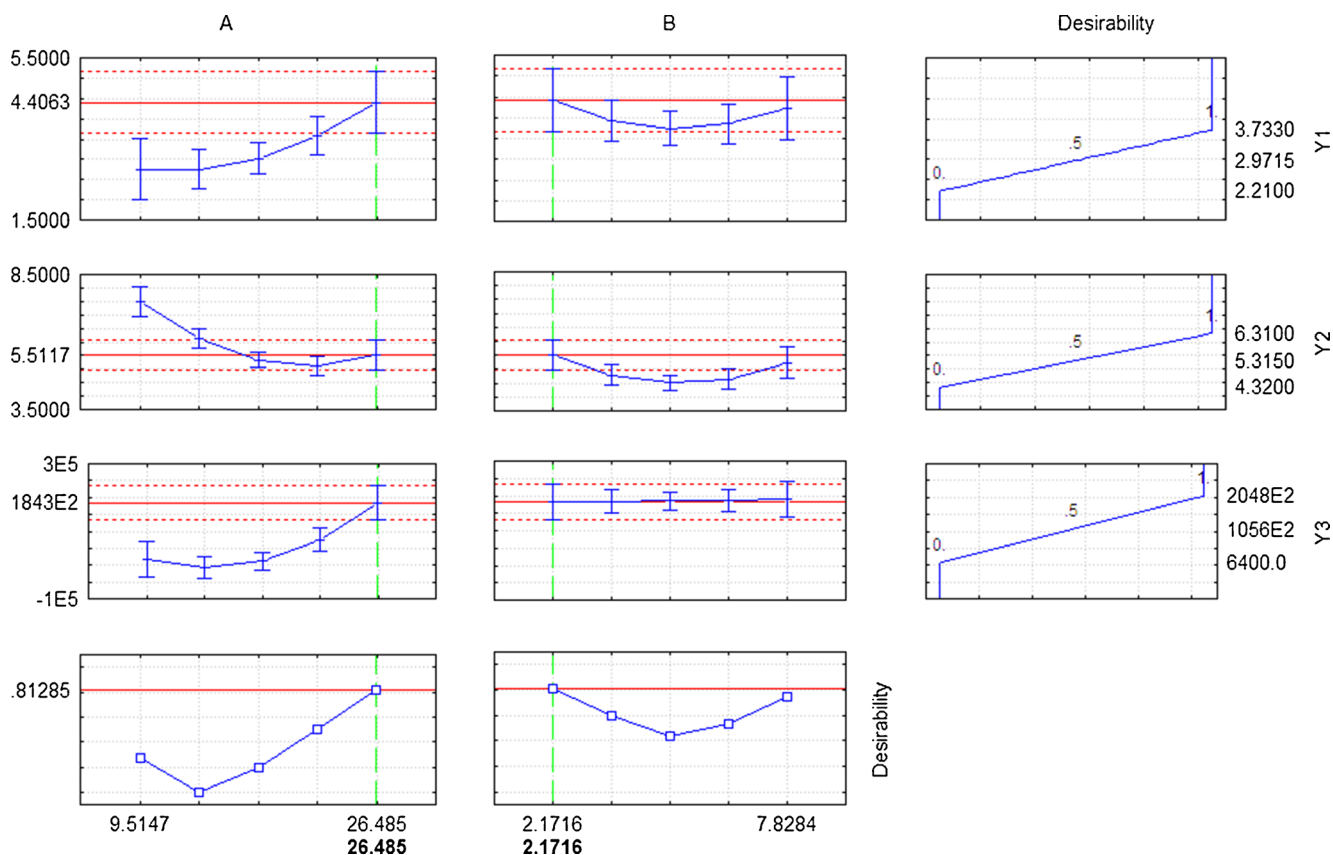 A
B
Desirability
5.5000
4.4063
1.5000
0.
.5
1.
3.7330
2.9715
2.2100
Y1
8.5000
5.5117
3.5000
0.
.5
1.
6.3100
5.3150
4.3200
Y2
3E5
1843E2
-1E5
0.
.5
1.
2048E2
1056E2
6400.0
Y3
.81285
Desirability
9.5147
26.485
2.1716
7.8284
26.485
2.1716